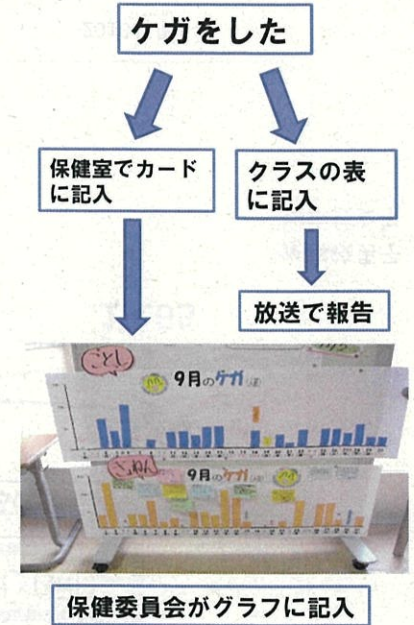 ケガをした
保健室でカード
に記入
クラスの表
に記入
放送で報告
ことし
9月のケガ
きょねん
9月のケガ
保健委員会がグラフに記入